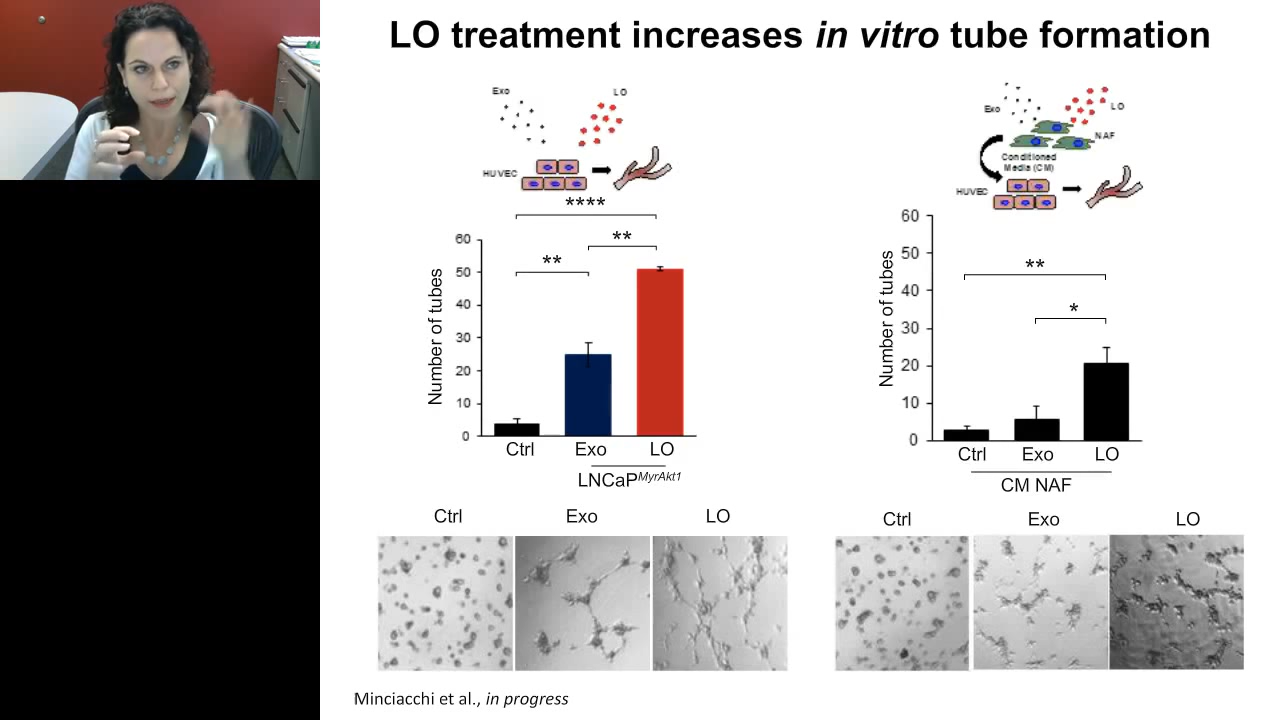 LO treatment increases in vitro tube formation
Exo
LO
HUVEC
****
**
**
60
50
40
30
20
10
0
Number of tubes
Ctrl
Exo
LO
LNCaPMyrAkt1
Exo
LO
NAF
Conditioned
Media (CM)
HUVEC
60
50
40
30
20
10
0
Number of tubes
**
*
Ctrl
Exo
LO
CM NAF
Ctrl
Exo
LO
Ctrl
Exo
LO
Minciacchi et al., in progress